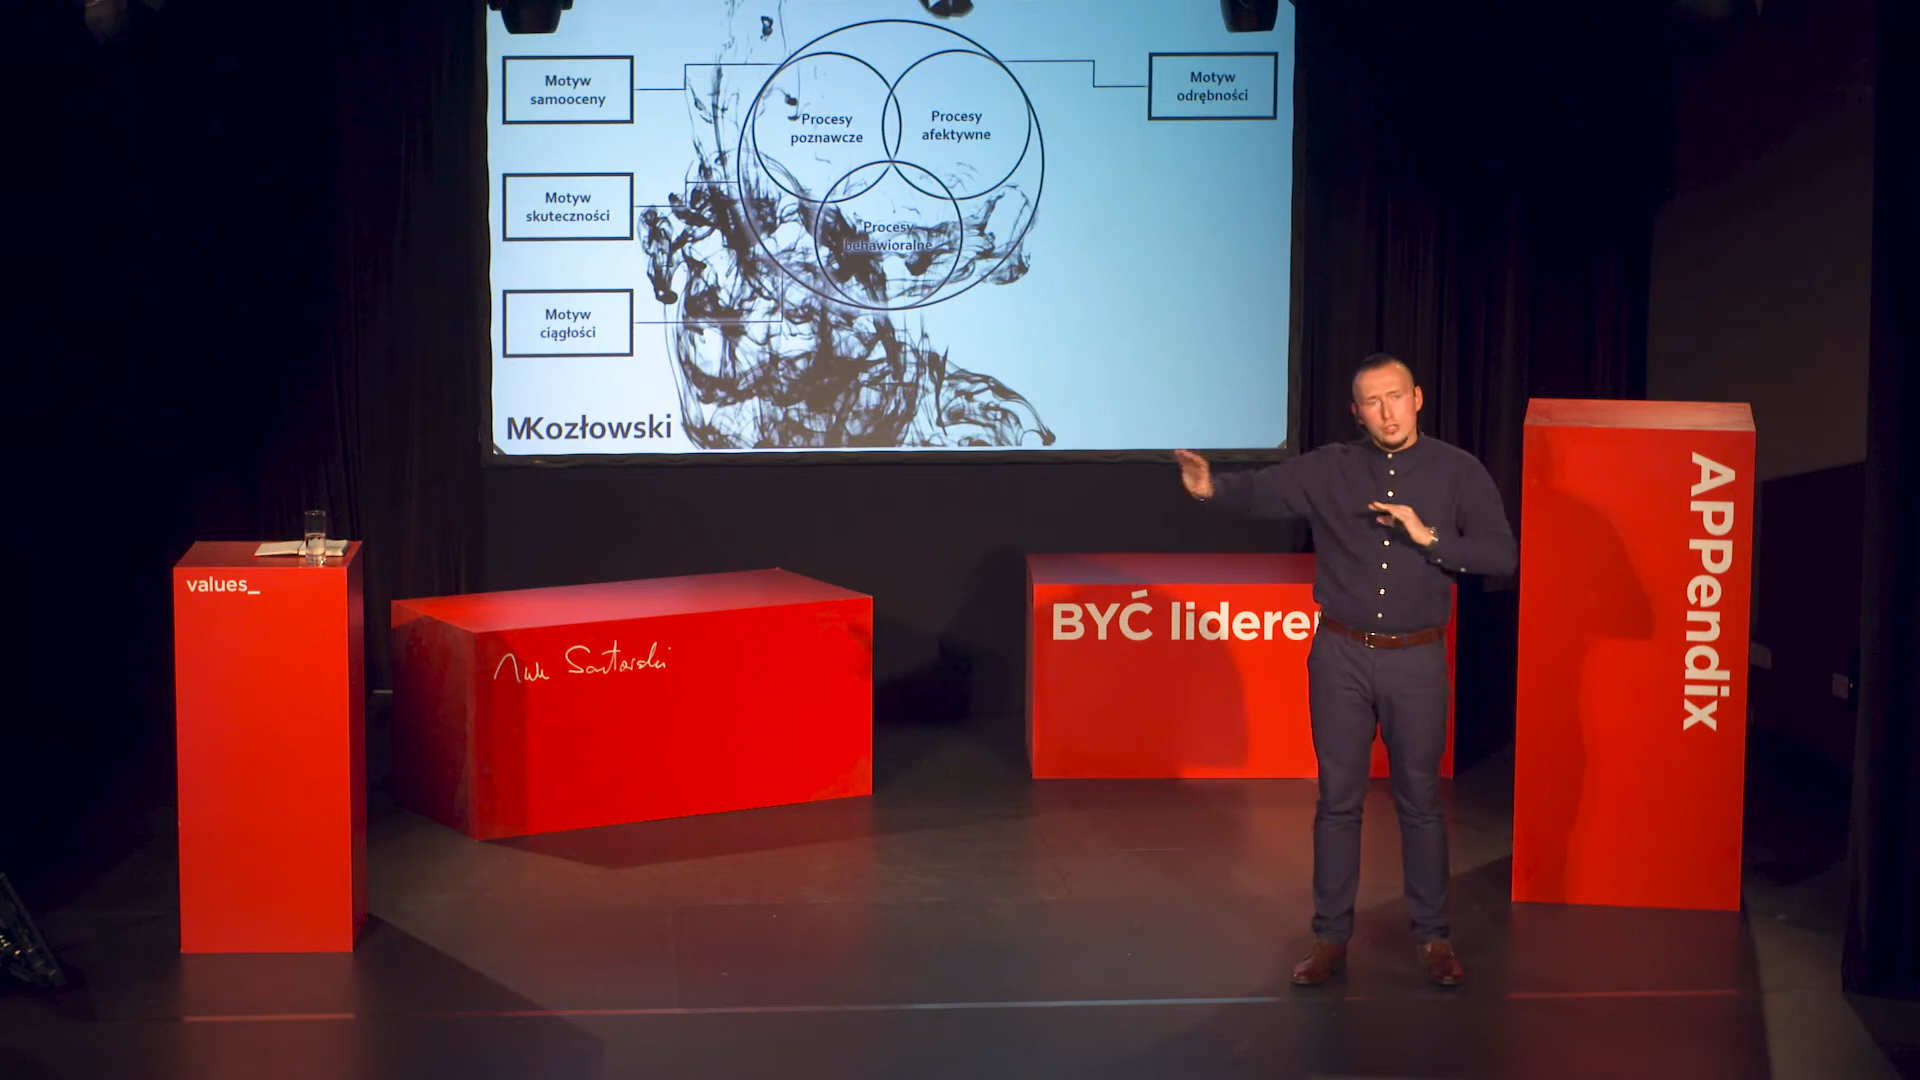 Motyw
samooceny
Motyw
skuteczności
Motyw
ciągłości
Procesy
poznawcze
Procesy
afektywne
Procesy
behawioralne
Motyw
odrębności
MKozłowski
values_
Santorski
BYĆ lidere
APPendix